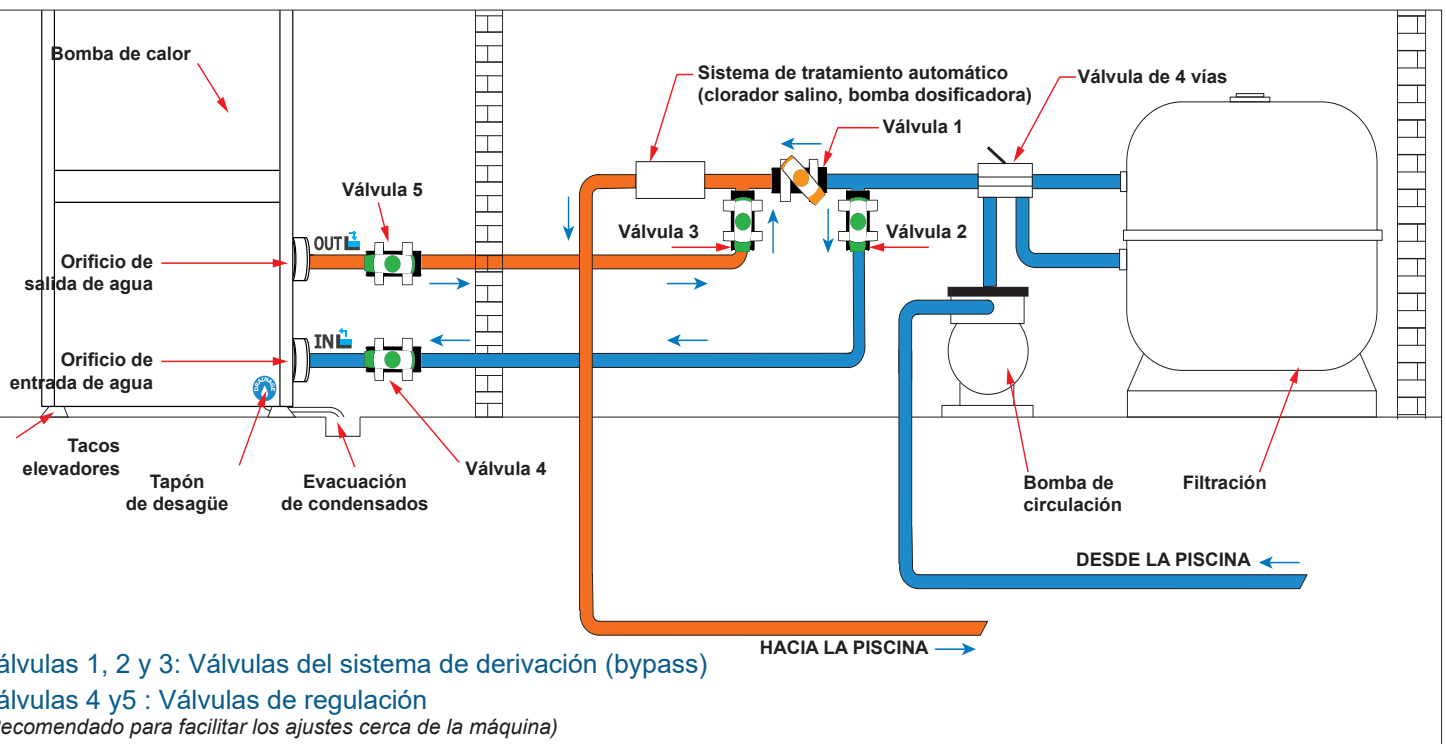 Bomba de calor
Sistema de tratamiento automático
(clorador salino, bomba dosificadora)
Válvula de 4 vías
Válvula 1
Válvula 5
Válvula 3
Válvula 2
OUT
Orificio de
salida de agua
IN
Orificio de
entrada de agua
DRAINAGE
Tacos
elevadores
Tapón
de desagüe
Evacuación
de condensados
Válvula 4
Bomba de
circulación
Filtración
DESDE LA PISCINA
HACIA LA PISCINA
álvulas 1, 2 y 3: Válvulas del sistema de derivación (bypass)
álvulas 4 y5 : Válvulas de regulación
ecomendado para facilitar los ajustes cerca de la máquina)